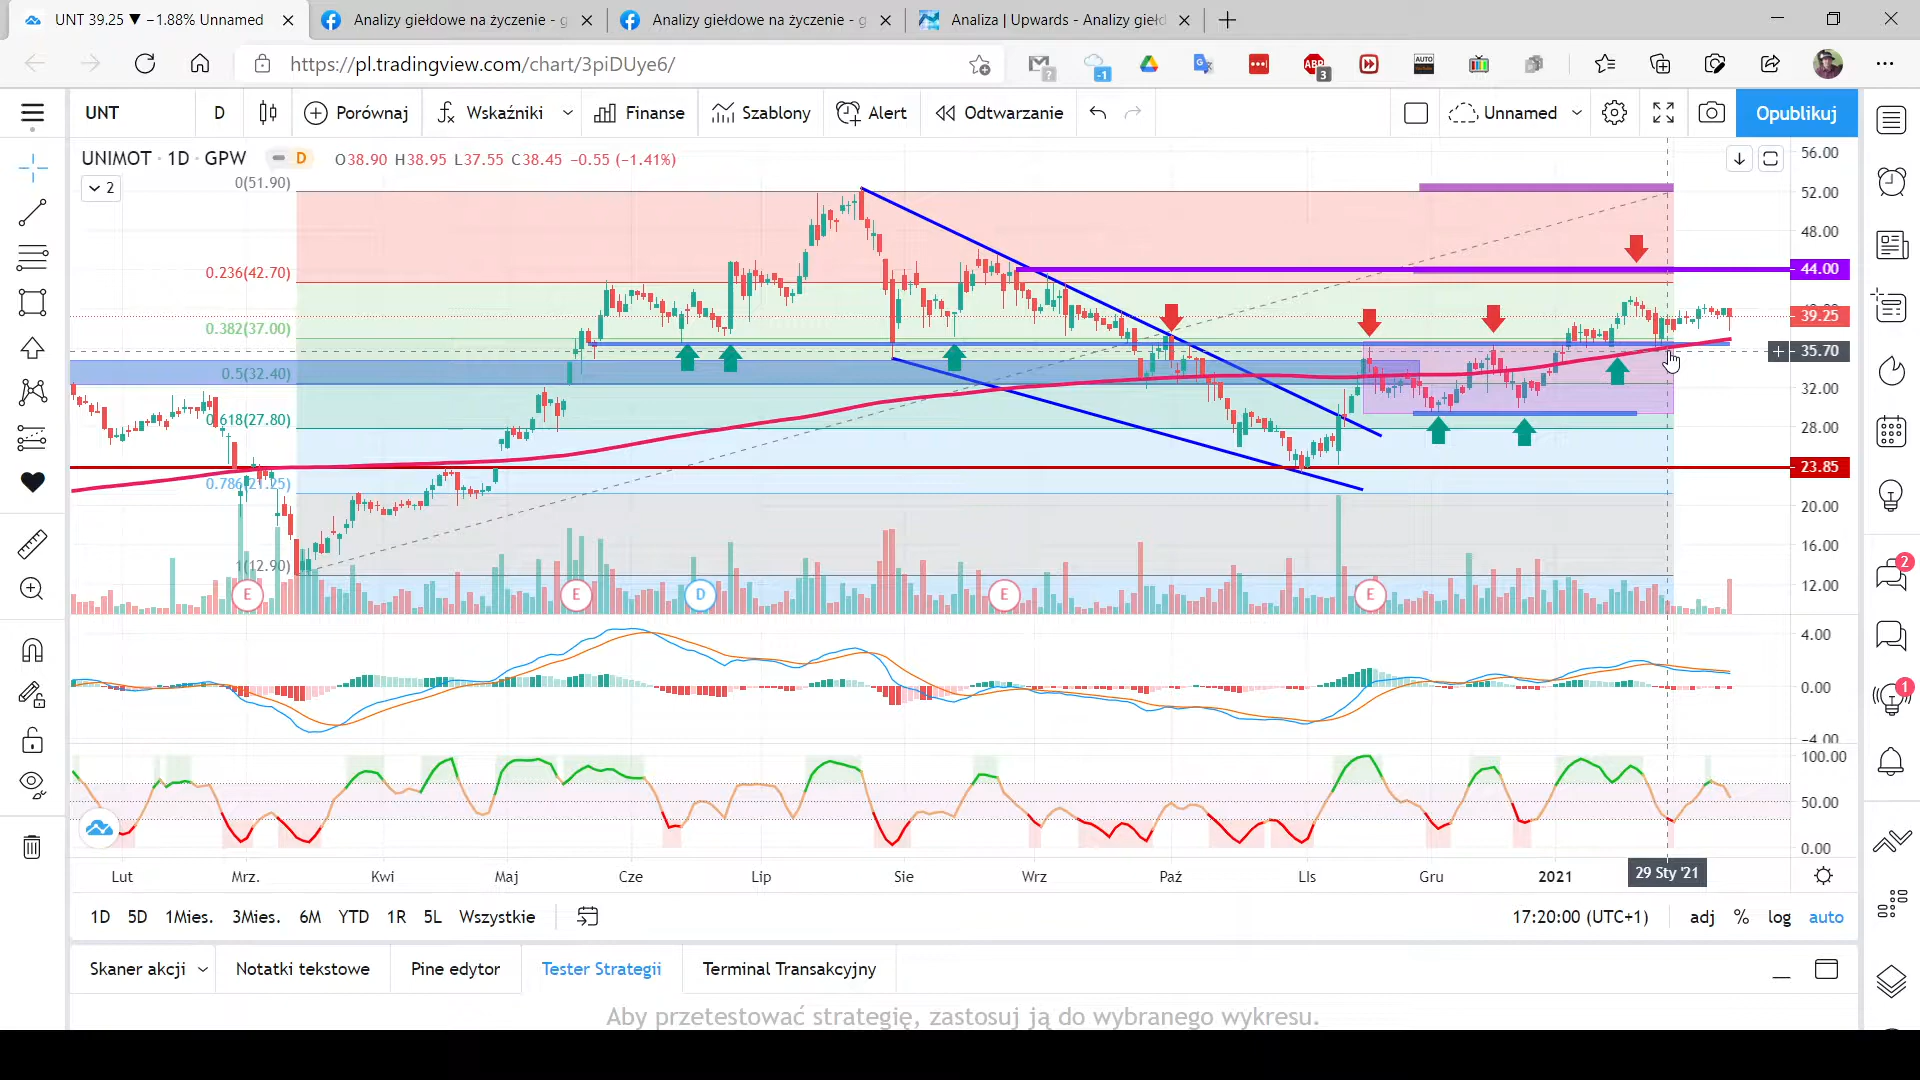 UNT 39.25 ▼ −1.88% Unnamed
Analizy giełdowe na życzenie - g
Analizy giełdowe na życzenie - g
Analiza | Upwards - Analizy giełd
https://pl.tradingview.com/chart/3piDUye6/
?
-1
ABP
3
AUTO
UNT
D
Porównaj
Wskaźniki
Finanse
Szablony
Alert
Odtwarzanie
Unnamed
Opublikuj
UNIMOT · 1D · GPW
D
O38.90 H38.95 L37.55 C38.45 −0.55 (−1.41%)
2
0(51.90)
0.236(42.70)
0.382(37.00)
0.5(32.40)
0.618(27.80)
0.786(21.25)
1(12.90)
56.00
52.00
48.00
44.00
39.25
35.70
32.00
28.00
23.85
20.00
16.00
12.00
E
E
D
E
E
4.00
0.00
−4.00
100.00
50.00
0.00
Lut
Mrz.
Kwi
Maj
Cze
Lip
Sie
Wrz
Paź
LIs
Gru
2021
29 Sty '21
1D
5D
1Mies.
3Mies.
6M
YTD
1R
5L
Wszystkie
17:20:00 (UTC+1)
adj
%
log
auto
Skaner akcji
Notatki tekstowe
Pine edytor
Tester Strategii
Terminal Transakcyjny
Aby przetestować strategię, zastosuj ją do wybranego wykresu.
2
1